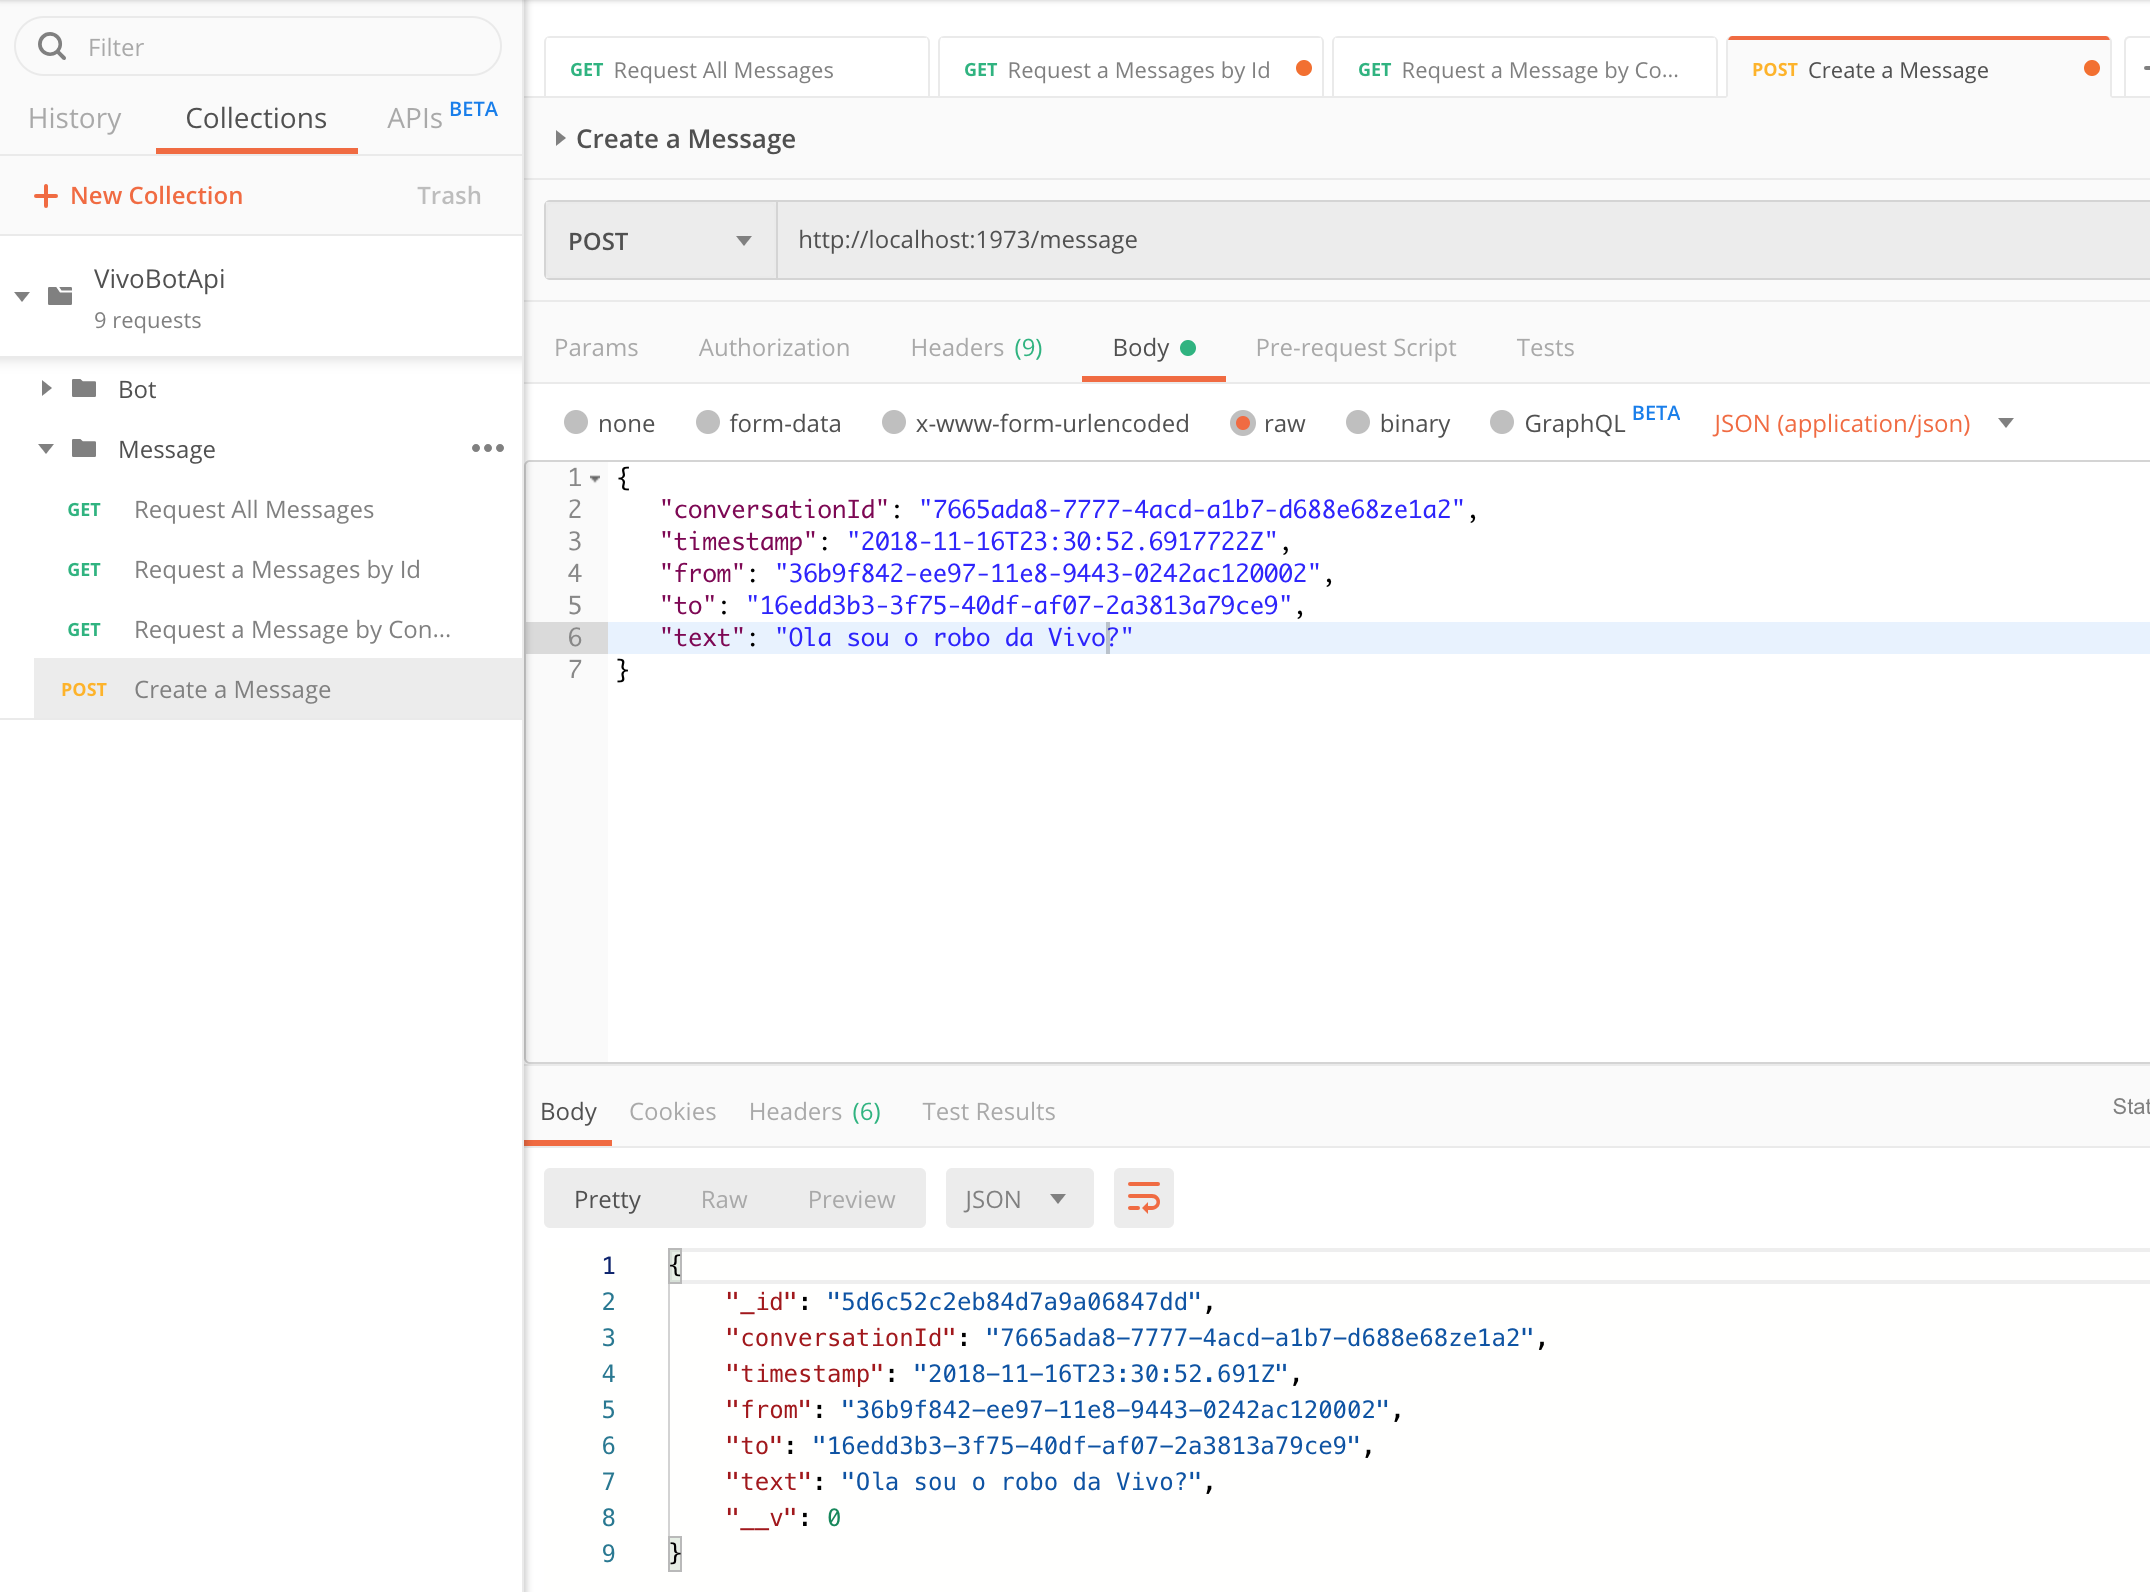 Filter
History Collections APIs BETA
New Collection Trash
VivoBotApi
9 requests
Bot
Message
GET Request All Messages
GET Request a Messages by Id
GET Request a Message by Con...
POST Create a Message
GET Request All Messages GET Request a Messages by Id GET Request a Message by Co... POST Create a Message
Create a Message
POST http://localhost:1973/message
Params Authorization Headers (9) Body Pre-request Script Tests
none form-data x-www-form-urlencoded raw binary GraphQL BETA JSON (application/json)
1 {
2 "conversationId": "7665ada8-7777-4acd-a1b7-d688e68ze1a2",
3 "timestamp": "2018-11-16T23:30:52.6917722Z",
4 "from": "36b9f842-ee97-11e8-9443-0242ac120002",
5 "to": "16edd3b3-3f75-40df-af07-2a3813a79ce9",
6 "text": "Ola sou o robo da Vivo?"
7 }
Body Cookies Headers (6) Test Results Stat
Pretty Raw Preview JSON
1 {
2 "_id": "5d6c52c2eb84d7a9a06847dd",
3 "conversationId": "7665ada8-7777-4acd-a1b7-d688e68ze1a2",
4 "timestamp": "2018-11-16T23:30:52.691Z",
5 "from": "36b9f842-ee97-11e8-9443-0242ac120002",
6 "to": "16edd3b3-3f75-40df-af07-2a3813a79ce9",
7 "text": "Ola sou o robo da Vivo?",
8 "__v": 0
9 }